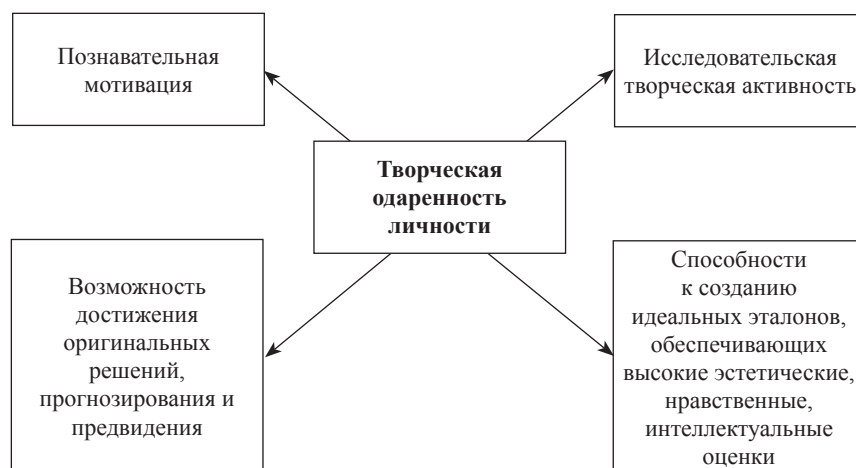 Познавательная
мотивация
Исследовательская
творческая активность
Творческая
одаренность
личности
Возможность
достижения
оригинальных
решений,
прогнозирования и
предвидения
Способности
к созданию
идеальных эталонов,
обеспечивающих
высокие эстетические,
нравственные,
интеллектуальные
оценки